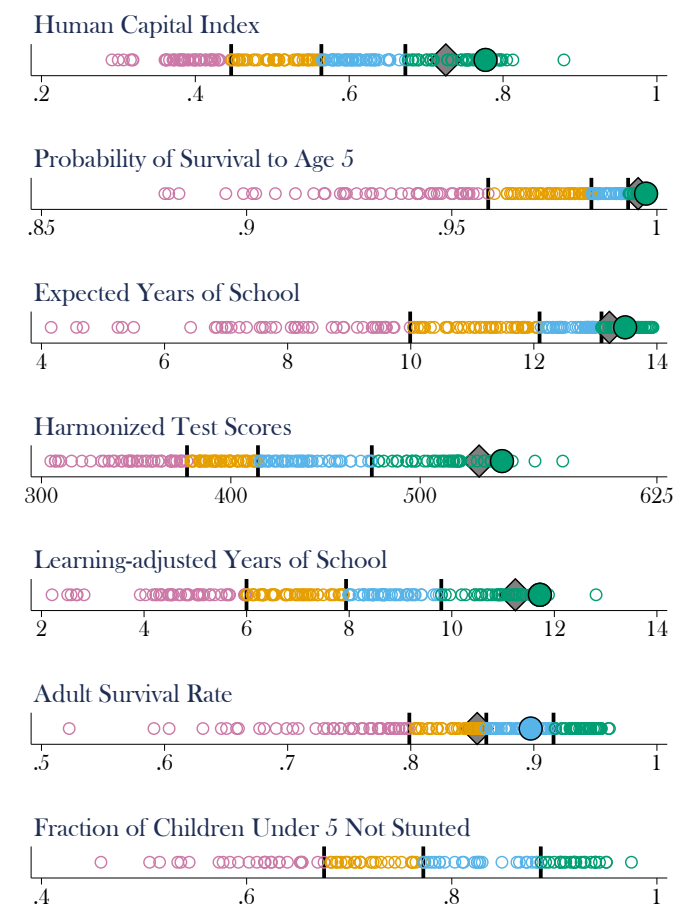 Human Capital Index
.2 .4 .6 .8 1
Probability of Survival to Age 5
.85 .9 .95 1
Expected Years of School
4 6 8 10 12 14
Harmonized Test Scores
300 400 500 625
Learning-adjusted Years of School
2 4 6 8 10 12 14
Adult Survival Rate
.5 .6 .7 .8 .9 1
Fraction of Children Under 5 Not Stunted
.4 .6 .8 1